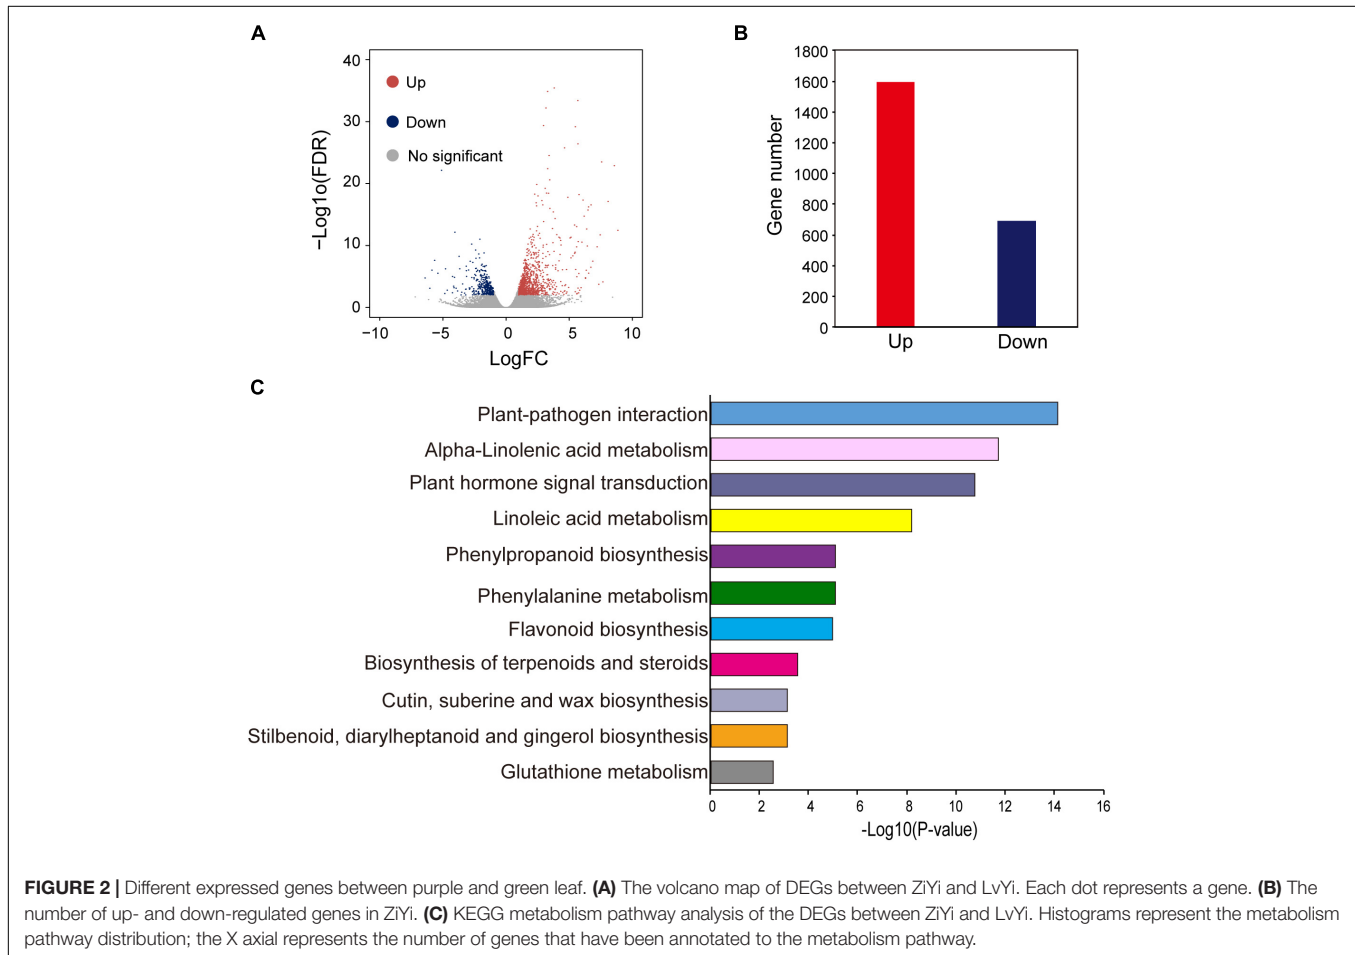 A
40
30
20
10
0
−Log1o(FDR)
Up
Down
No significant
−10 −5 0 5 10
LogFC
B
1800
1600
1400
1200
1000
800
600
400
200
0
Gene number
Up Down
C
Plant-pathogen interaction
Alpha-Linolenic acid metabolism
Plant hormone signal transduction
Linoleic acid metabolism
Phenylpropanoid biosynthesis
Phenylalanine metabolism
Flavonoid biosynthesis
Biosynthesis of terpenoids and steroids
Cutin, suberine and wax biosynthesis
Stilbenoid, diarylheptanoid and gingerol biosynthesis
Glutathione metabolism
0 2 4 6 8 10 12 14 16
-Log10(P-value)
FIGURE 2 | Different expressed genes between purple and green leaf. (A) The volcano map of DEGs between ZiYi and LvYi. Each dot represents a gene. (B) The
number of up- and down-regulated genes in ZiYi. (C) KEGG metabolism pathway analysis of the DEGs between ZiYi and LvYi. Histograms represent the metabolism
pathway distribution; the X axial represents the number of genes that have been annotated to the metabolism pathway.